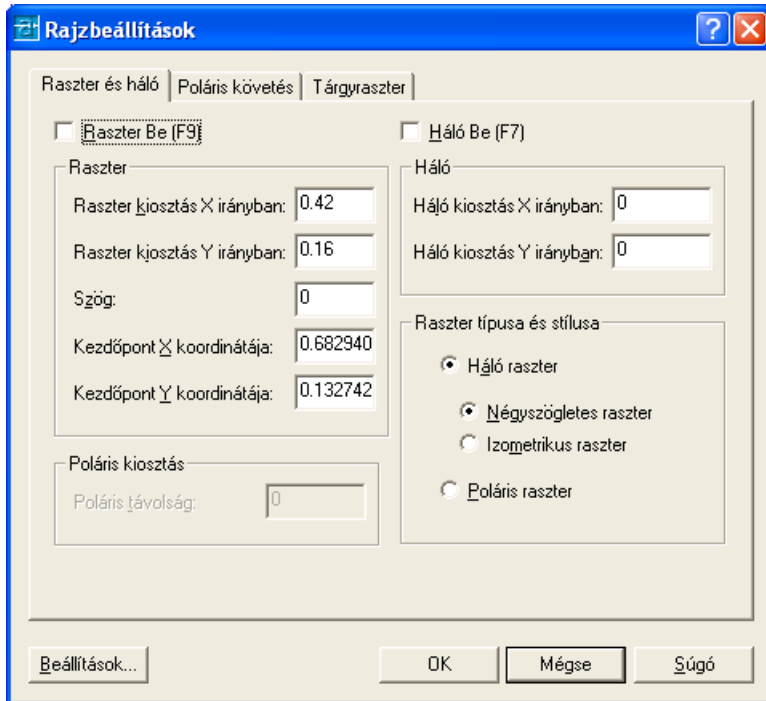 Rajzbeállítások
Raszter és háló
Poláris követés
Tárgyraszter
Raszter Be (F9)
Raszter
Raszter kiosztás X irányban: 0.42
Raszter kiosztás Y irányban: 0.16
Szög: 0
Kezdőpont X koordinátája: 0.682940
Kezdőpont Y koordinátája: 0.132742
Poláris kiosztás
Poláris távolság: 0
Háló Be (F7)
Háló
Háló kiosztás X irányban: 0
Háló kiosztás Y irányban: 0
Raszter típusa és stílusa
Háló raszter
Négyszögletes raszter
Izometrikus raszter
Poláris raszter
Beállítások...
OK
Mégse
Súgó